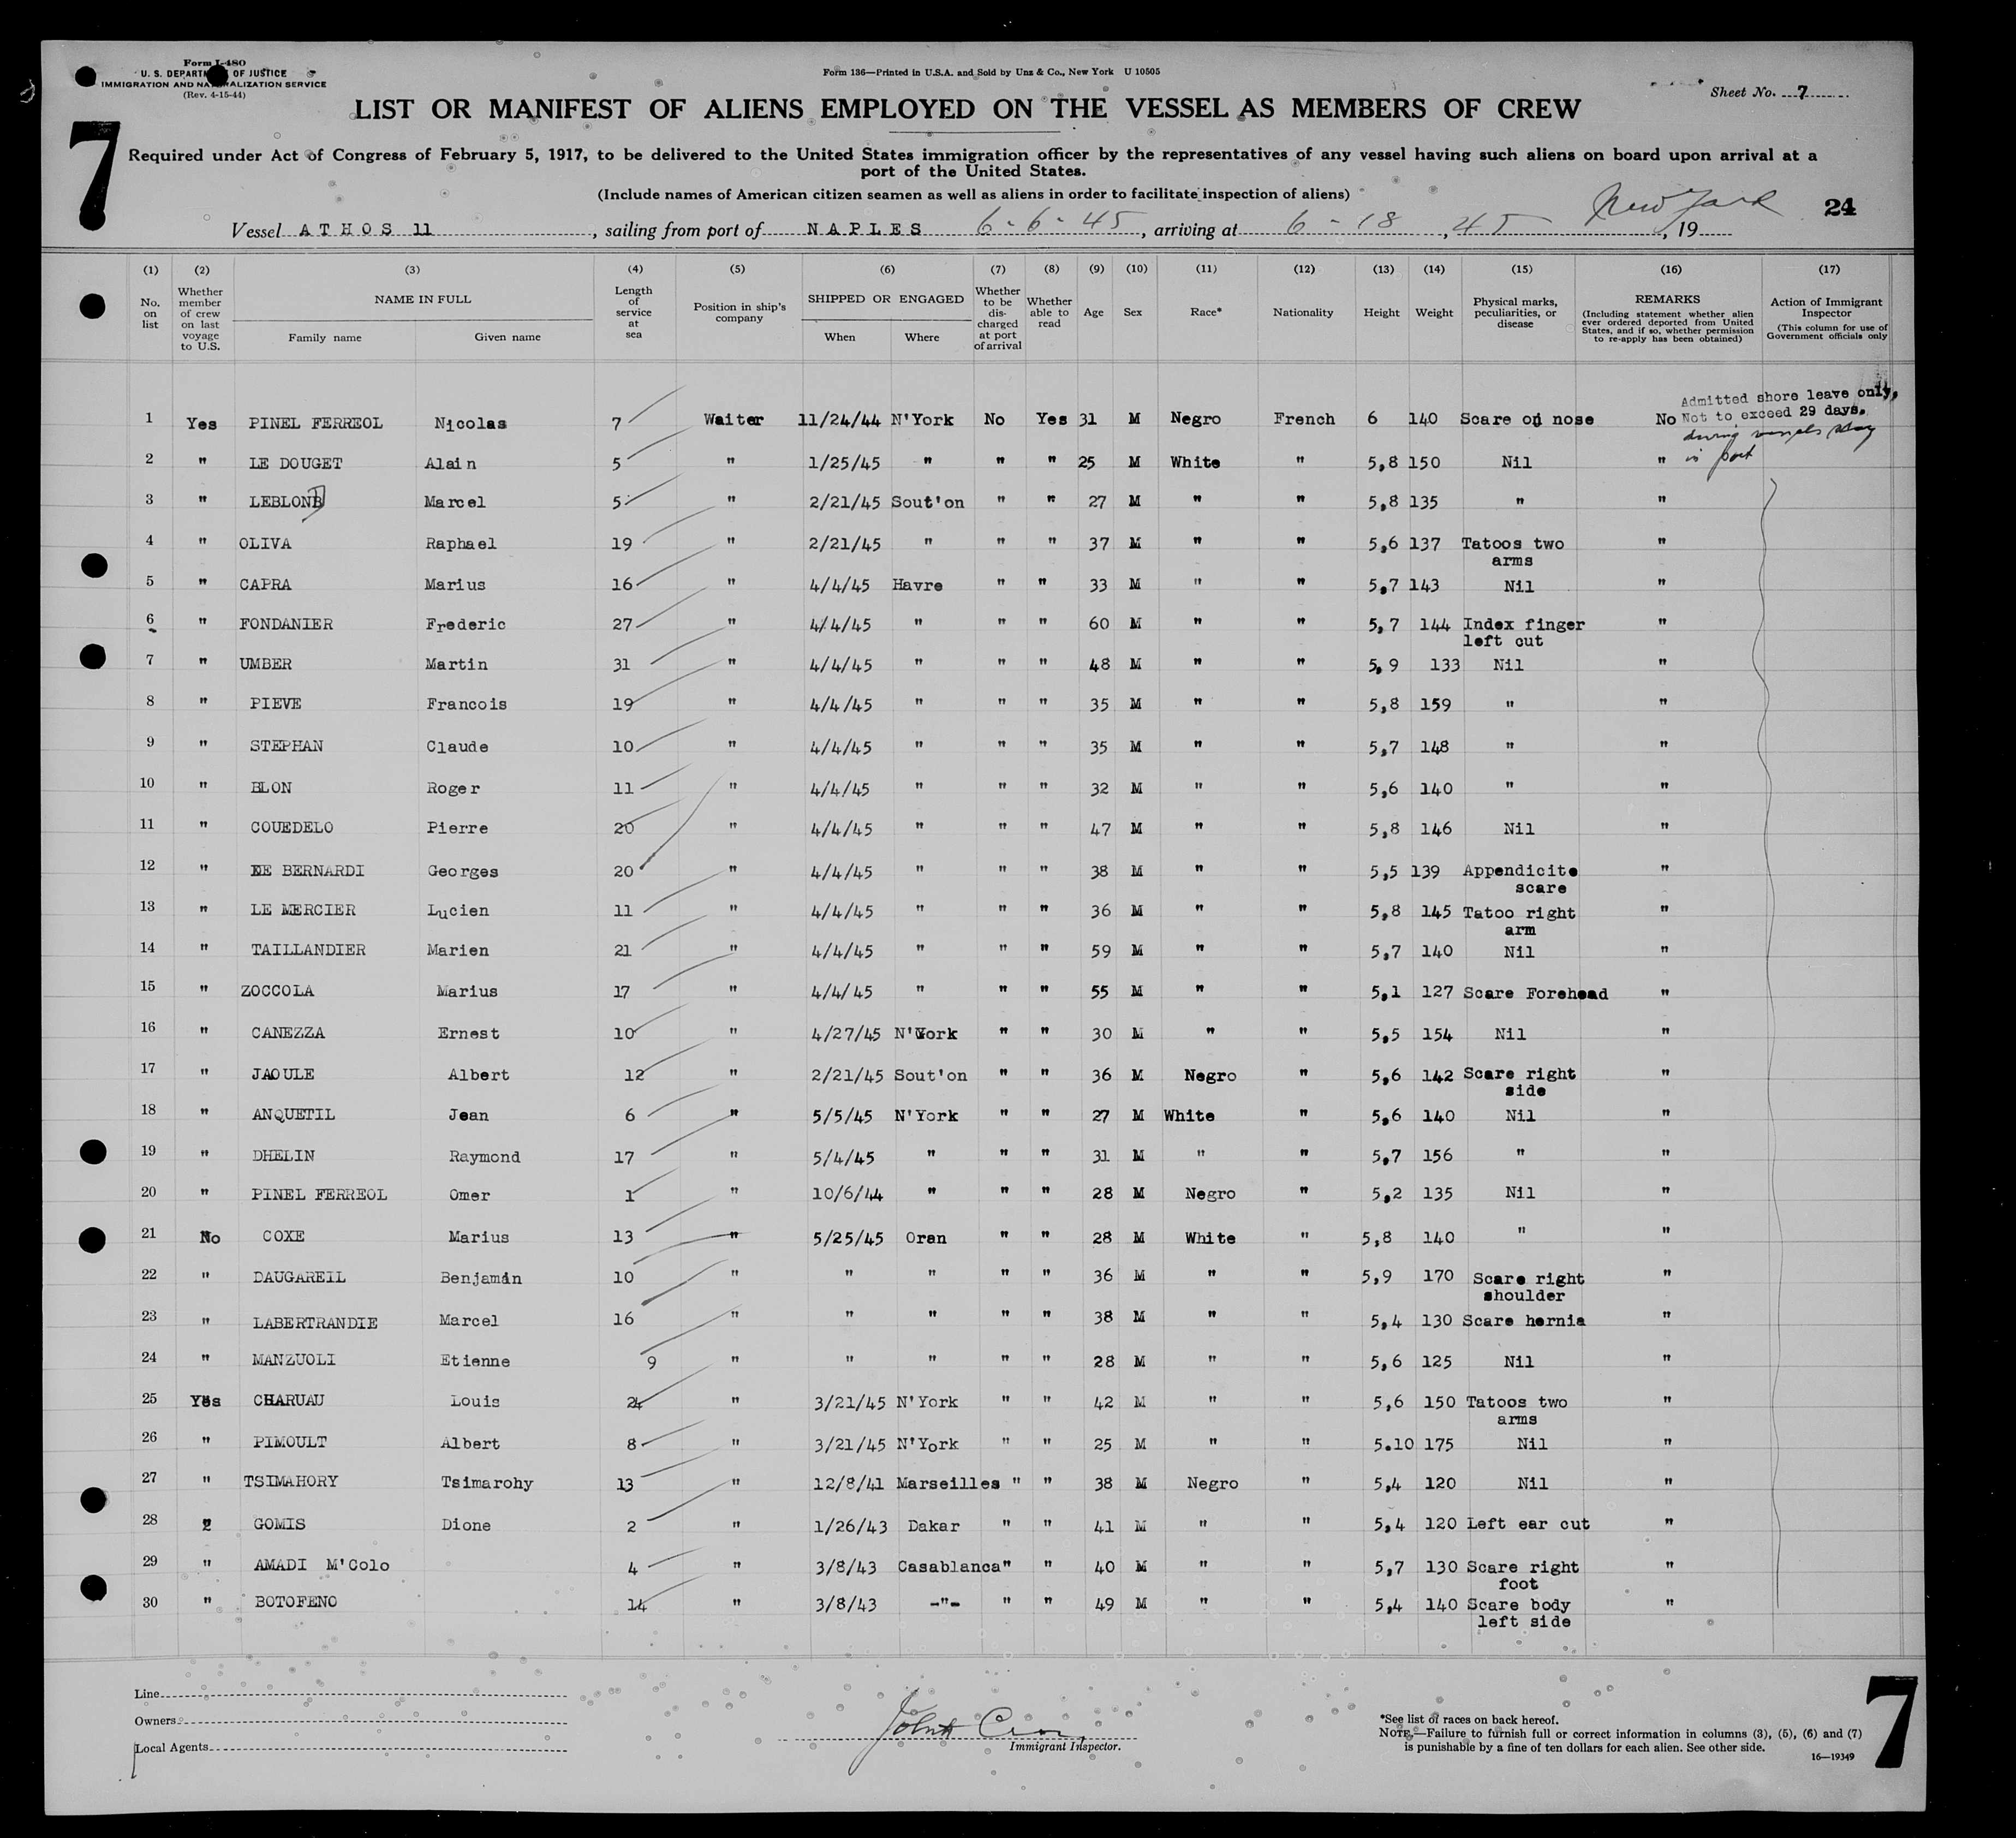 Form I-480
U. S. DEPARTMENT OF JUSTICE
IMMIGRATION AND NATURALIZATION SERVICE
(Rev. 4-15-44)
Form 136—Printed in U.S.A. and Sold by Unz & Co., New York U 10505
Sheet No. 7
LIST OR MANIFEST OF ALIENS EMPLOYED ON THE VESSEL AS MEMBERS OF CREW
7
Required under Act of Congress of February 5, 1917, to be delivered to the United States immigration officer by the representatives of any vessel having such aliens on board upon arrival at a
port of the United States.
(Include names of American citizen seamen as well as aliens in order to facilitate inspection of aliens)
New York 24
Vessel ATHOS 11, sailing from port of NAPLES 6-6-45, arriving at 6-18, 45, 19
(1) (2) (3) (4) (5) (6) (7) (8) (9) (10) (11) (12) (13) (14) (15) (16) (17)
No. on list
Whether member of crew on last voyage to U.S.
NAME IN FULL
Family name Given name
Length of service at sea
Position in ship's company
SHIPPED OR ENGAGED
When Where
Whether to be discharged at port of arrival
Whether able to read
Age
Sex
Race*
Nationality
Height
Weight
Physical marks, peculiarities, or disease
REMARKS
(Including statement whether alien ever ordered deported from United States, and if so, whether permission to re-apply has been obtained)
Action of Immigrant Inspector
(This column for use of Government officials only
Admitted shore leave only,
Not to exceed 29 days.
during vessels stay
in port
1 Yes PINEL FERREOL Nicolas 7 Waiter 11/24/44 N'York No Yes 31 M Negro French 6 140 Scare on nose No
2 " LE DOUGET Alain 5 " 1/25/45 " " " 25 M White " 5,8 150 Nil "
3 " LEBLOND Marcel 5 " 2/21/45 Sout'on " " 27 M " " 5,8 135 " "
4 " OLIVA Raphael 19 " 2/21/45 " " " 37 M " " 5,6 137 Tatoos two "
arms
5 " CAPRA Marius 16 " 4/4/45 Havre " " 33 M " " 5,7 143 Nil "
6 " FONDANIER Frederic 27 " 4/4/45 " " " 60 M " " 5,7 144 Index finger "
left cut
7 " UMBER Martin 31 " 4/4/45 " " " 48 M " " 5,9 133 Nil "
8 " PIEVE Francois 19 " 4/4/45 " " " 35 M " " 5,8 159 " "
9 " STEPHAN Claude 10 " 4/4/45 " " " 35 M " " 5,7 148 " "
10 " BLON Roger 11 " 4/4/45 " " " 32 M " " 5,6 140 " "
11 " COUEDELO Pierre 20 " 4/4/45 " " " 47 M " " 5,8 146 Nil "
12 " DE BERNARDI Georges 20 " 4/4/45 " " " 38 M " " 5,5 139 Appendicite "
scare
13 " LE MERCIER Lucien 11 " 4/4/45 " " " 36 M " " 5,8 145 Tatoo right "
arm
14 " TAILLANDIER Marien 21 " 4/4/45 " " " 59 M " " 5,7 140 Nil "
15 " ZOCCOLA Marius 17 " 4/4/45 " " " 55 M " " 5,1 127 Scare Forehead "
16 " CANEZZA Ernest 10 " 4/27/45 N'York " " 30 M " " 5,5 154 Nil "
17 " JAOULE Albert 12 " 2/21/45 Sout'on " " 36 M Negro " 5,6 142 Scare right "
side
18 " ANQUETIL Jean 6 " 5/5/45 N'York " " 27 M White " 5,6 140 Nil "
19 " DHELIN Raymond 17 " 5/4/45 " " " 31 M " " 5,7 156 " "
20 " PINEL FERREOL Omer 1 " 10/6/44 " " " 28 M Negro " 5,2 135 Nil "
21 No COXE Marius 13 " 5/25/45 Oran " " 28 M White " 5,8 140 " "
22 " DAUGAREIL Benjamin 10 " " " " " 36 M " " 5,9 170 Scare right "
shoulder
23 " LABERTRANDIE Marcel 16 " " " " " 38 M " " 5,4 130 Scare hernia "
24 " MANZUOLI Etienne 9 " " " " " 28 M " " 5,6 125 Nil "
25 Yes CHARUAU Louis 24 " 3/21/45 N'York " " 42 M " " 5,6 150 Tatoos two "
arms
26 " PIMOULT Albert 8 " 3/21/45 N'York " " 25 M " " 5.10 175 Nil "
27 " TSIMAHORY Tsimarohy 13 " 12/8/41 Marseilles " " 38 M Negro " 5,4 120 Nil "
28 " GOMIS Dione 2 " 1/26/43 Dakar " " 41 M " " 5,4 120 Left ear cut "
29 " AMADI M'Colo 4 " 3/8/43 Casablanca " " 40 M " " 5,7 130 Scare right "
foot
30 " BOTOFENO 14 " 3/8/43 -"- " " 49 M " " 5,4 140 Scare body "
left side
Line
Owners
Local Agents
Immigrant Inspector.
*See list of races on back hereof.
NOTE.—Failure to furnish full or correct information in columns (3), (5), (6) and (7)
is punishable by a fine of ten dollars for each alien. See other side.
16—19349
7